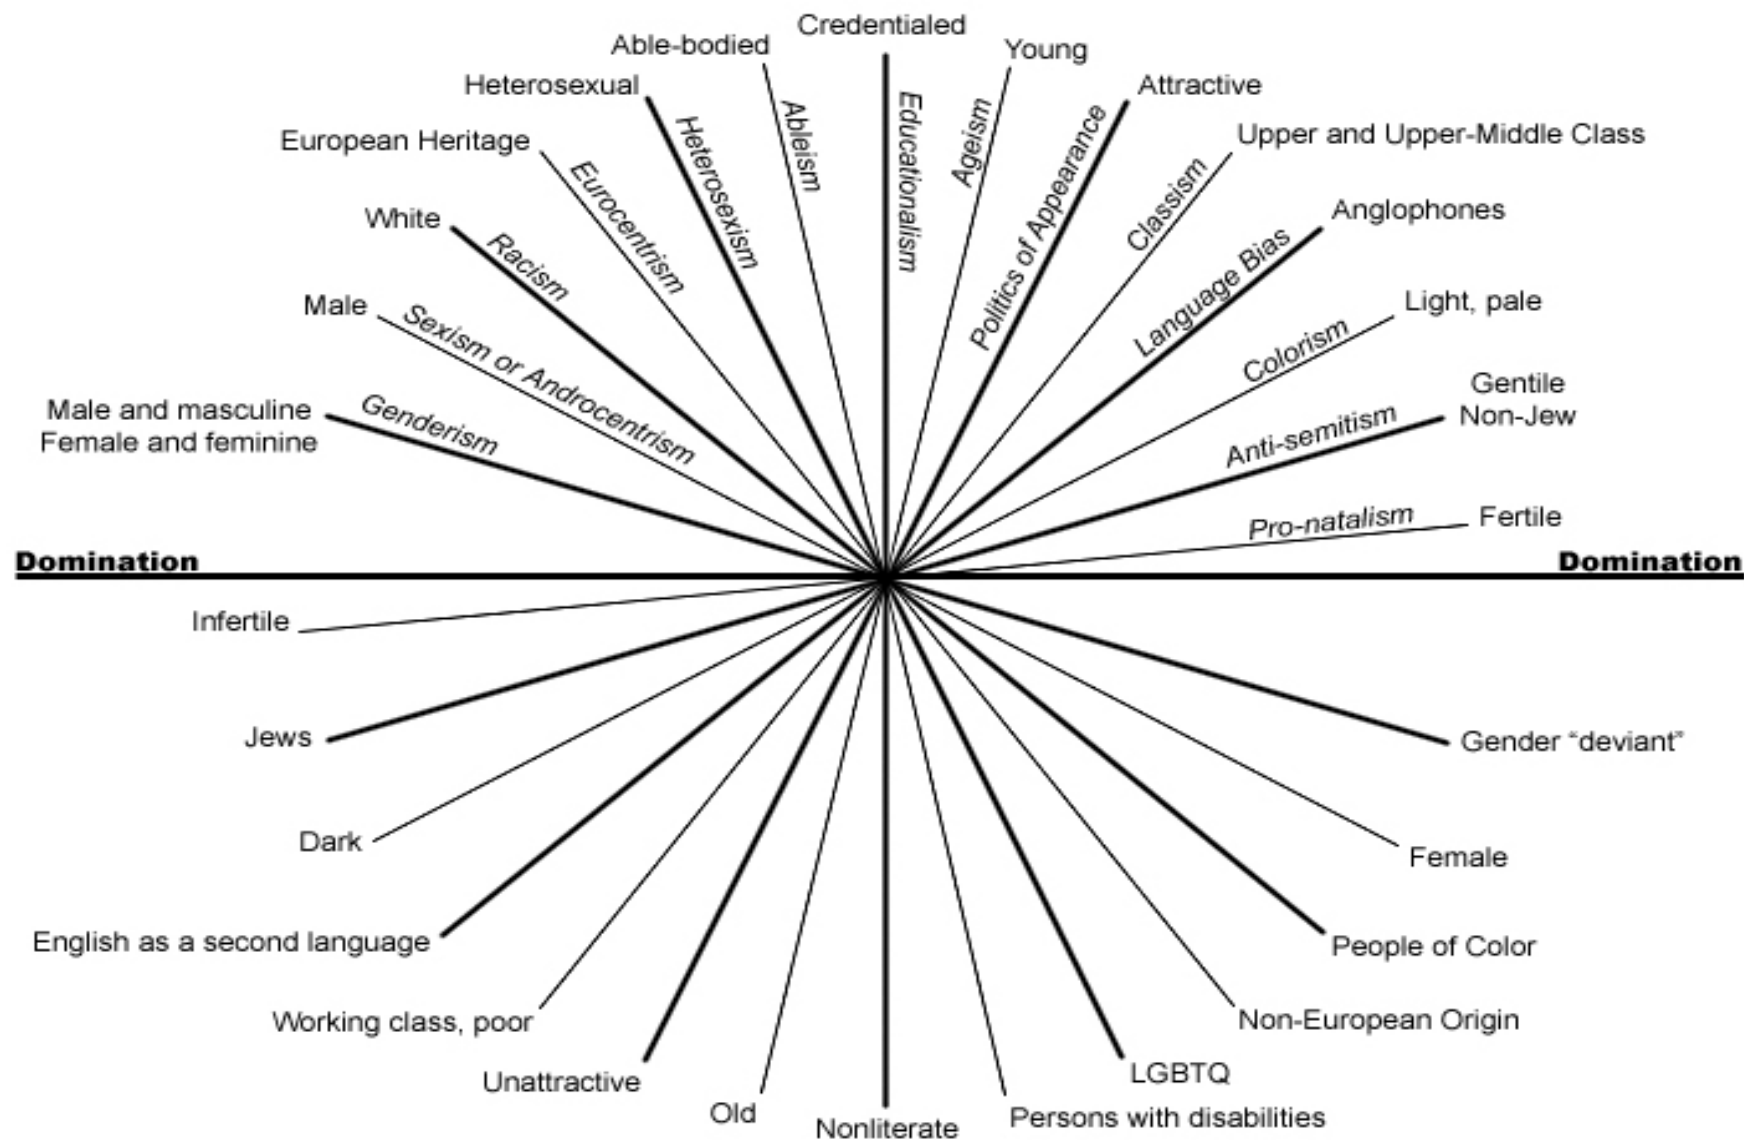 Credentialed
Able-bodied
Young
Heterosexual
Attractive
European Heritage
Upper and Upper-Middle Class
White
Anglophones
Male
Light, pale
Male and masculine
Female and feminine
Gentile
Non-Jew
Fertile
Genderism
Sexism or Androcentrism
Racism
Eurocentrism
Heterosexism
Ableism
Educationalism
Ageism
Politics of Appearance
Classism
Language Bias
Colorism
Anti-semitism
Pro-natalism
Domination
Domination
Infertile
Jews
Gender “deviant”
Dark
Female
English as a second language
People of Color
Working class, poor
Non-European Origin
Unattractive
LGBTQ
Old
Persons with disabilities
Nonliterate